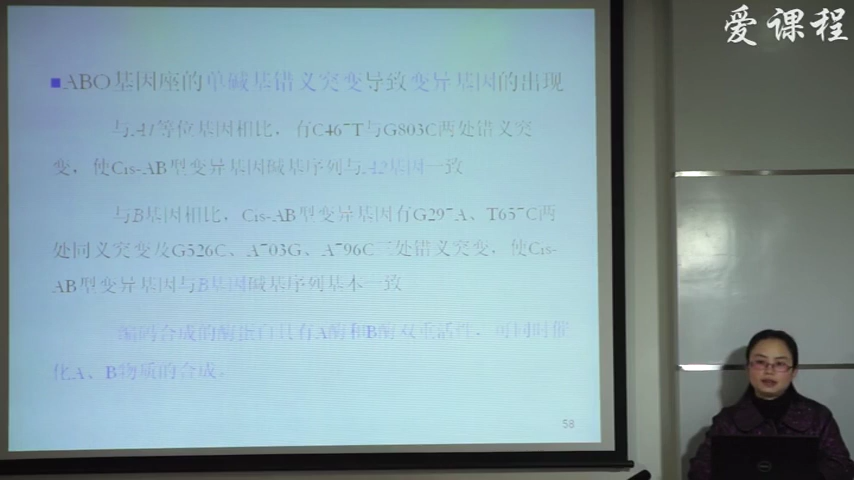 爱课程
■ABO基因座的单碱基错义突变导致变异基因的出现
与A1等位基因相比，有C467T与G803C两处错义突
变，使Cis-AB型变异基因碱基序列与A2基因一致
与B基因相比，Cis-AB型变异基因有G297A、T657C两
处同义突变及G526C、A703G、A796C三处错义突变，使Cis-
AB型变异基因与B基因碱基序列基本一致
编码合成的酶蛋白具有A酶和B酶双重活性，可同时催
化A、B物质的合成。
58
DELL